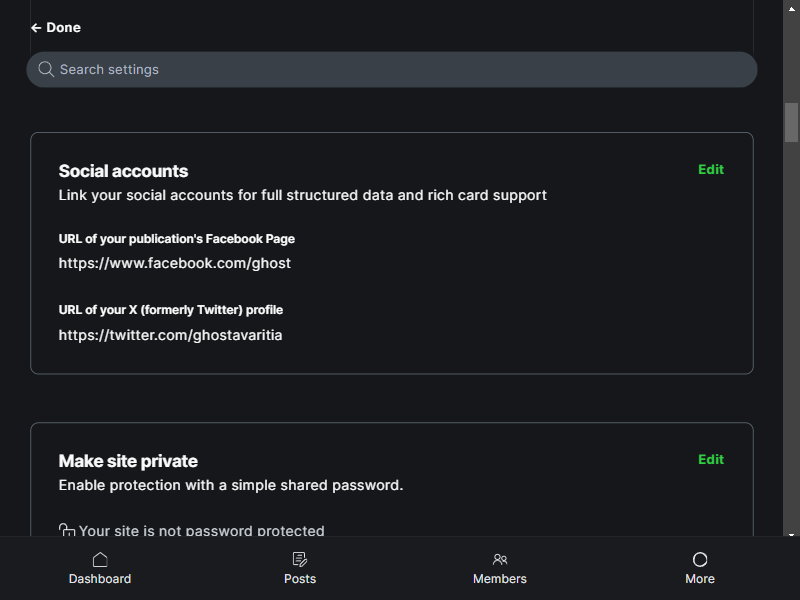 ← Done
Search settings
Social accounts
Edit
Link your social accounts for full structured data and rich card support
URL of your publication's Facebook Page
https://www.facebook.com/ghost
URL of your X (formerly Twitter) profile
https://twitter.com/ghostavaritia
Make site private
Edit
Enable protection with a simple shared password.
Your site is not password protected
Dashboard
Posts
Members
More